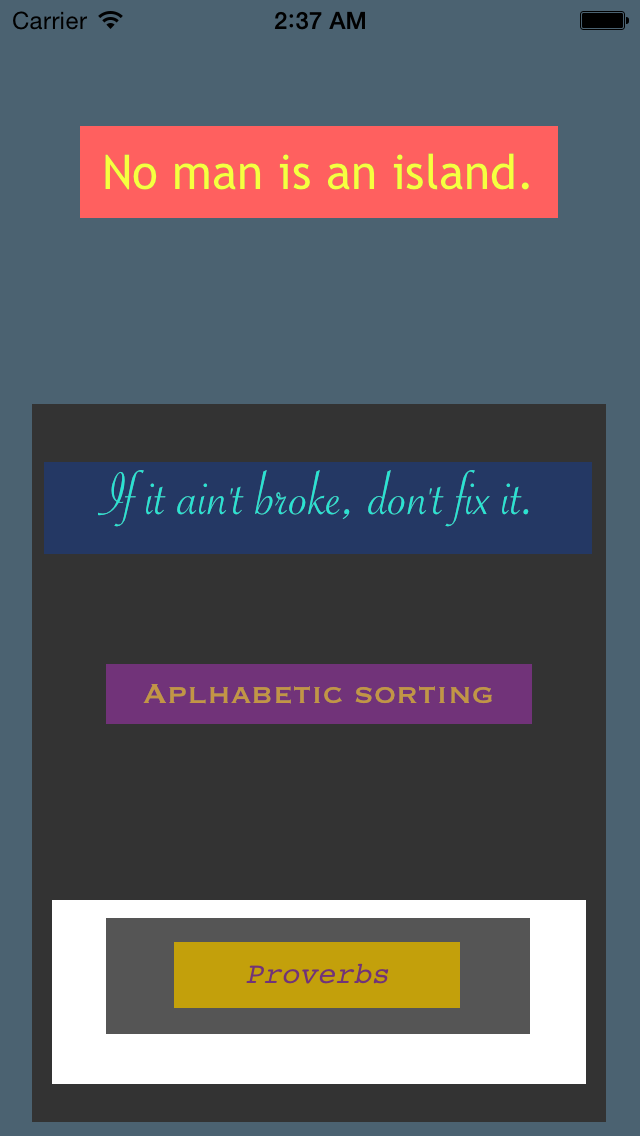 Carrier 2:37 AM
No man is an island.
If it ain't broke, don't fix it.
Aplhabetic sorting
Proverbs